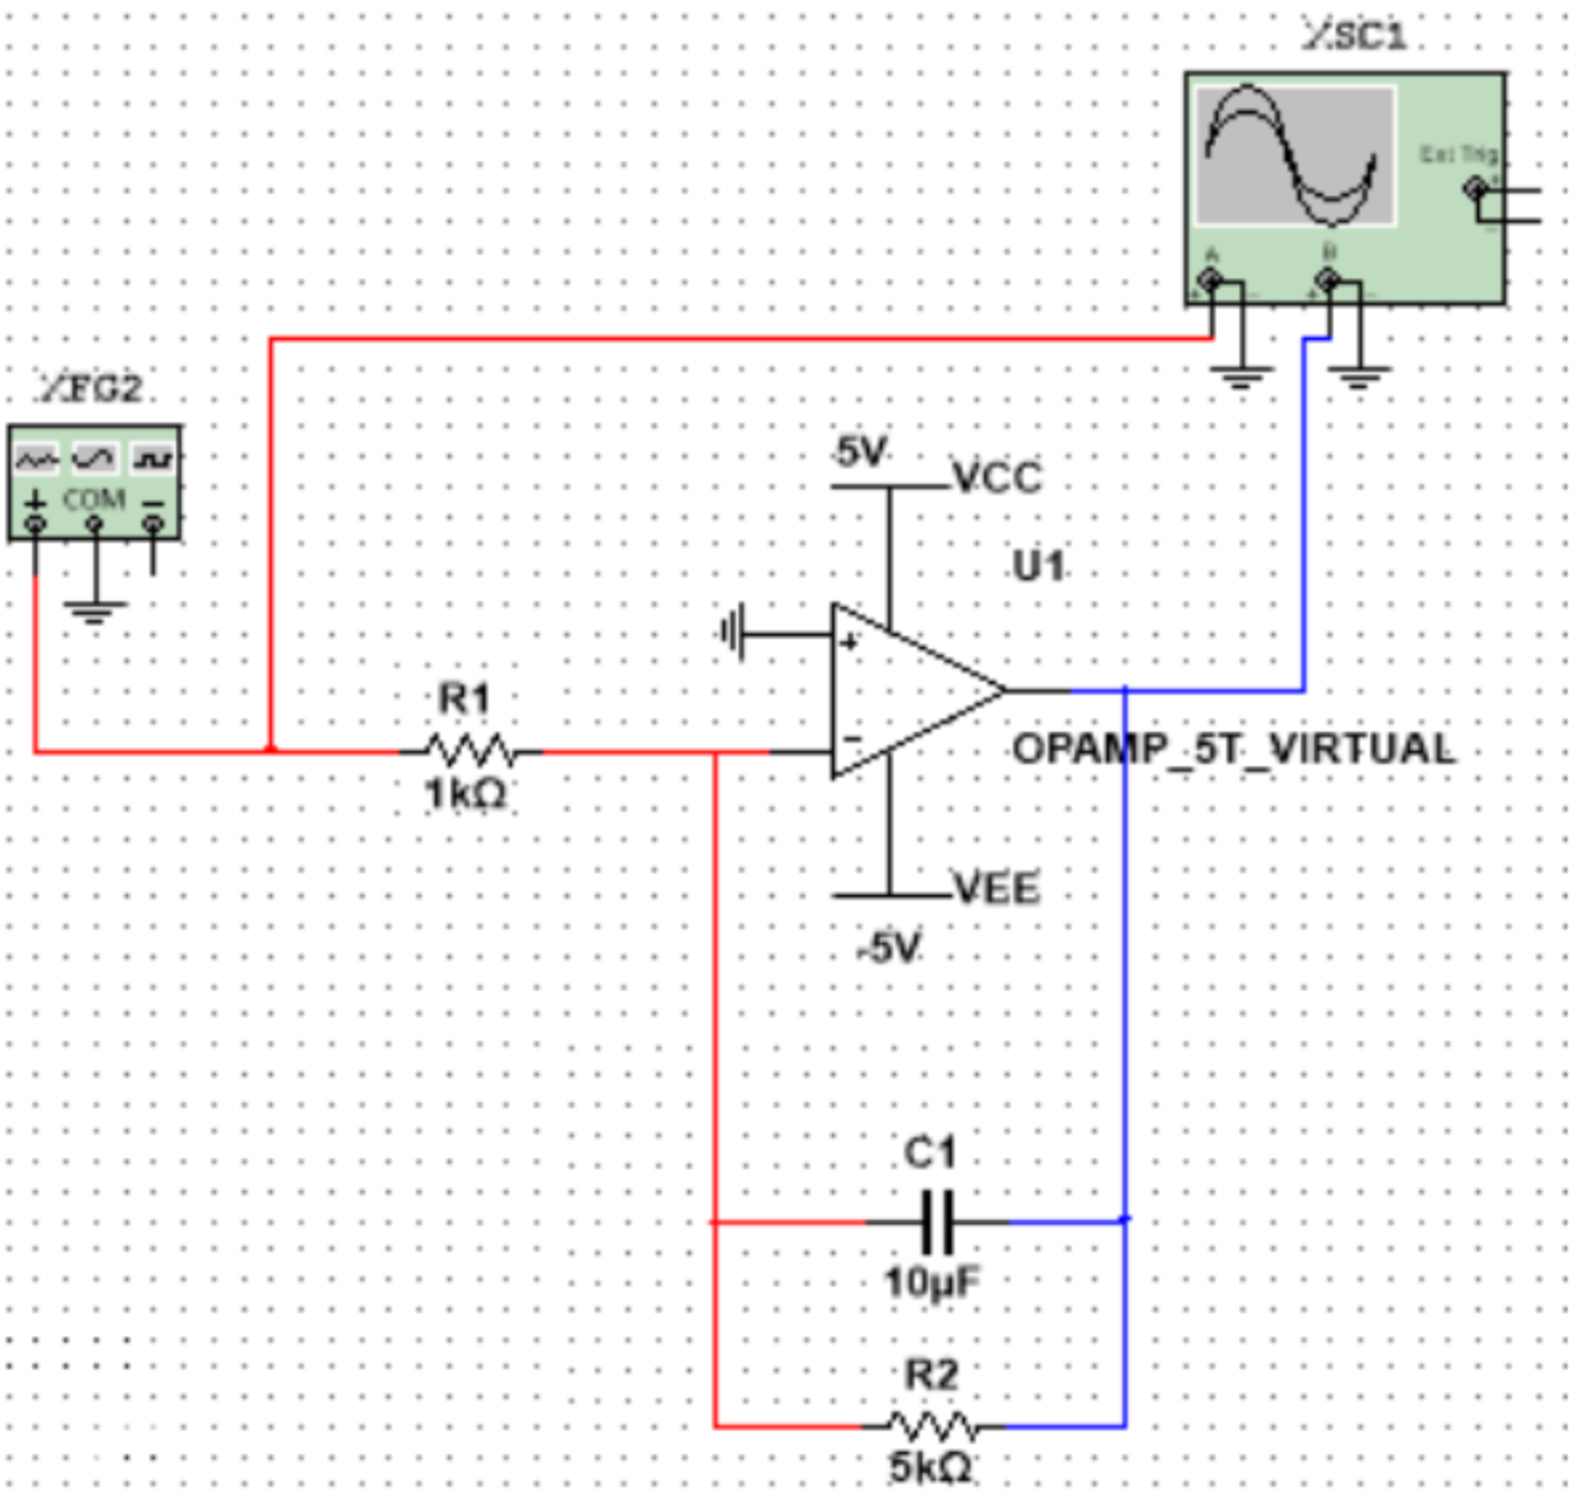 XSC1
Ext Trig
+
-
A
B
+
-
+
-
XFG2
+ COM -
5V
VCC
U1
+
-
OPAMP_5T_VIRTUAL
R1
1kΩ
VEE
-5V
C1
10µF
R2
5kΩ